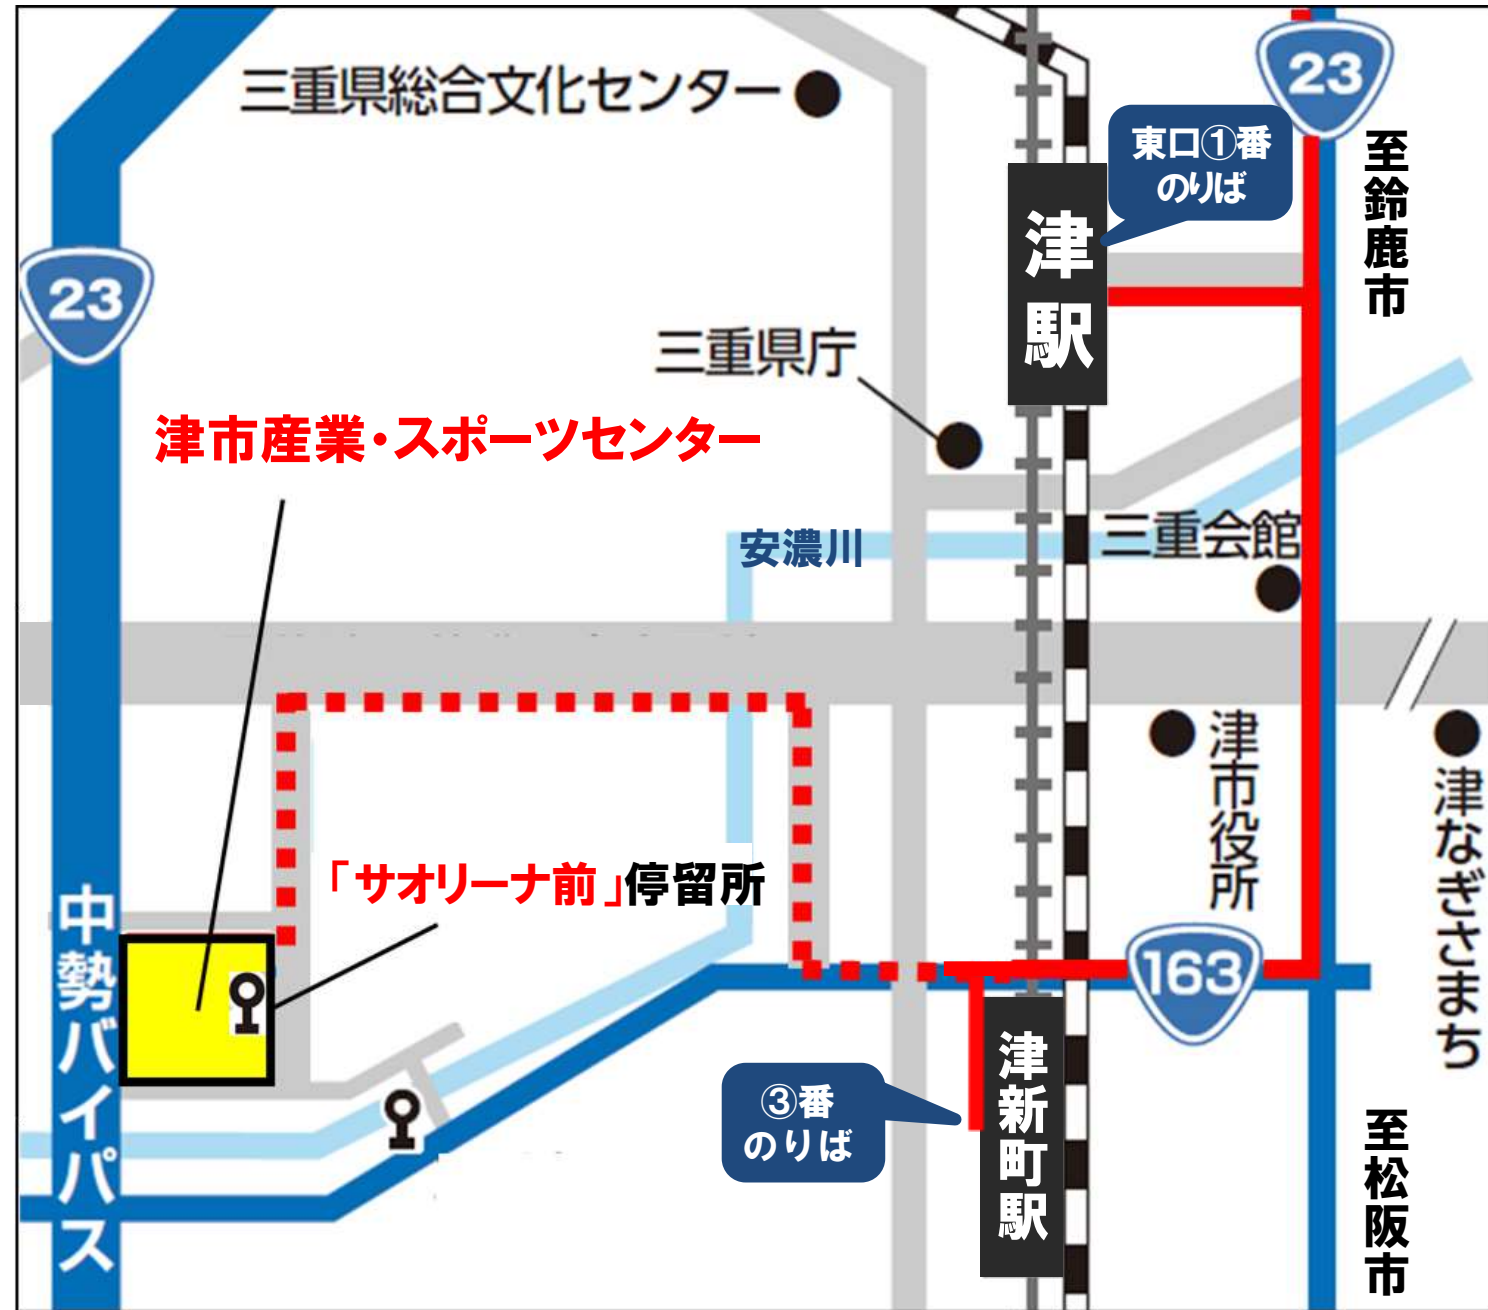 三重県総合文化センター
23
東口①番
のりば
至鈴鹿市
津駅
23
三重県庁
津市産業・スポーツセンター
安濃川
三重会館
津市役所
津なぎさまち
「サオリーナ前」停留所
中勢バイパス
163
津新町駅
③番
のりば
至松阪市